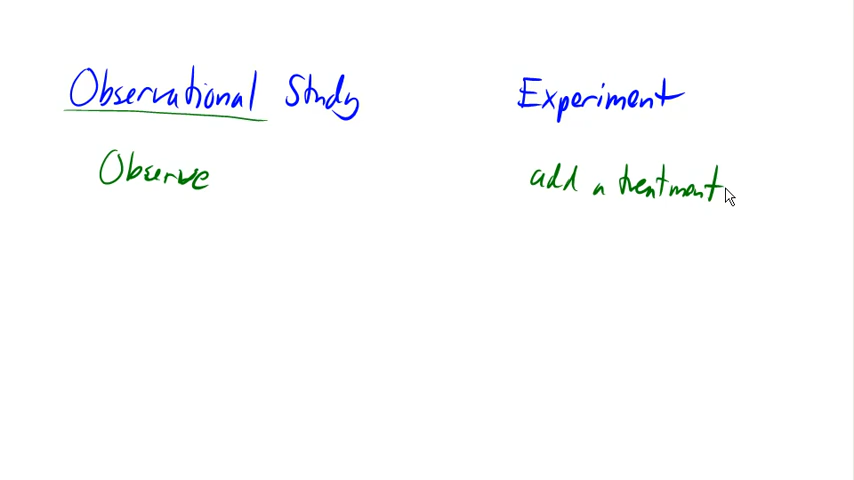 Observational Study
Experiment
Observe
add a treatment